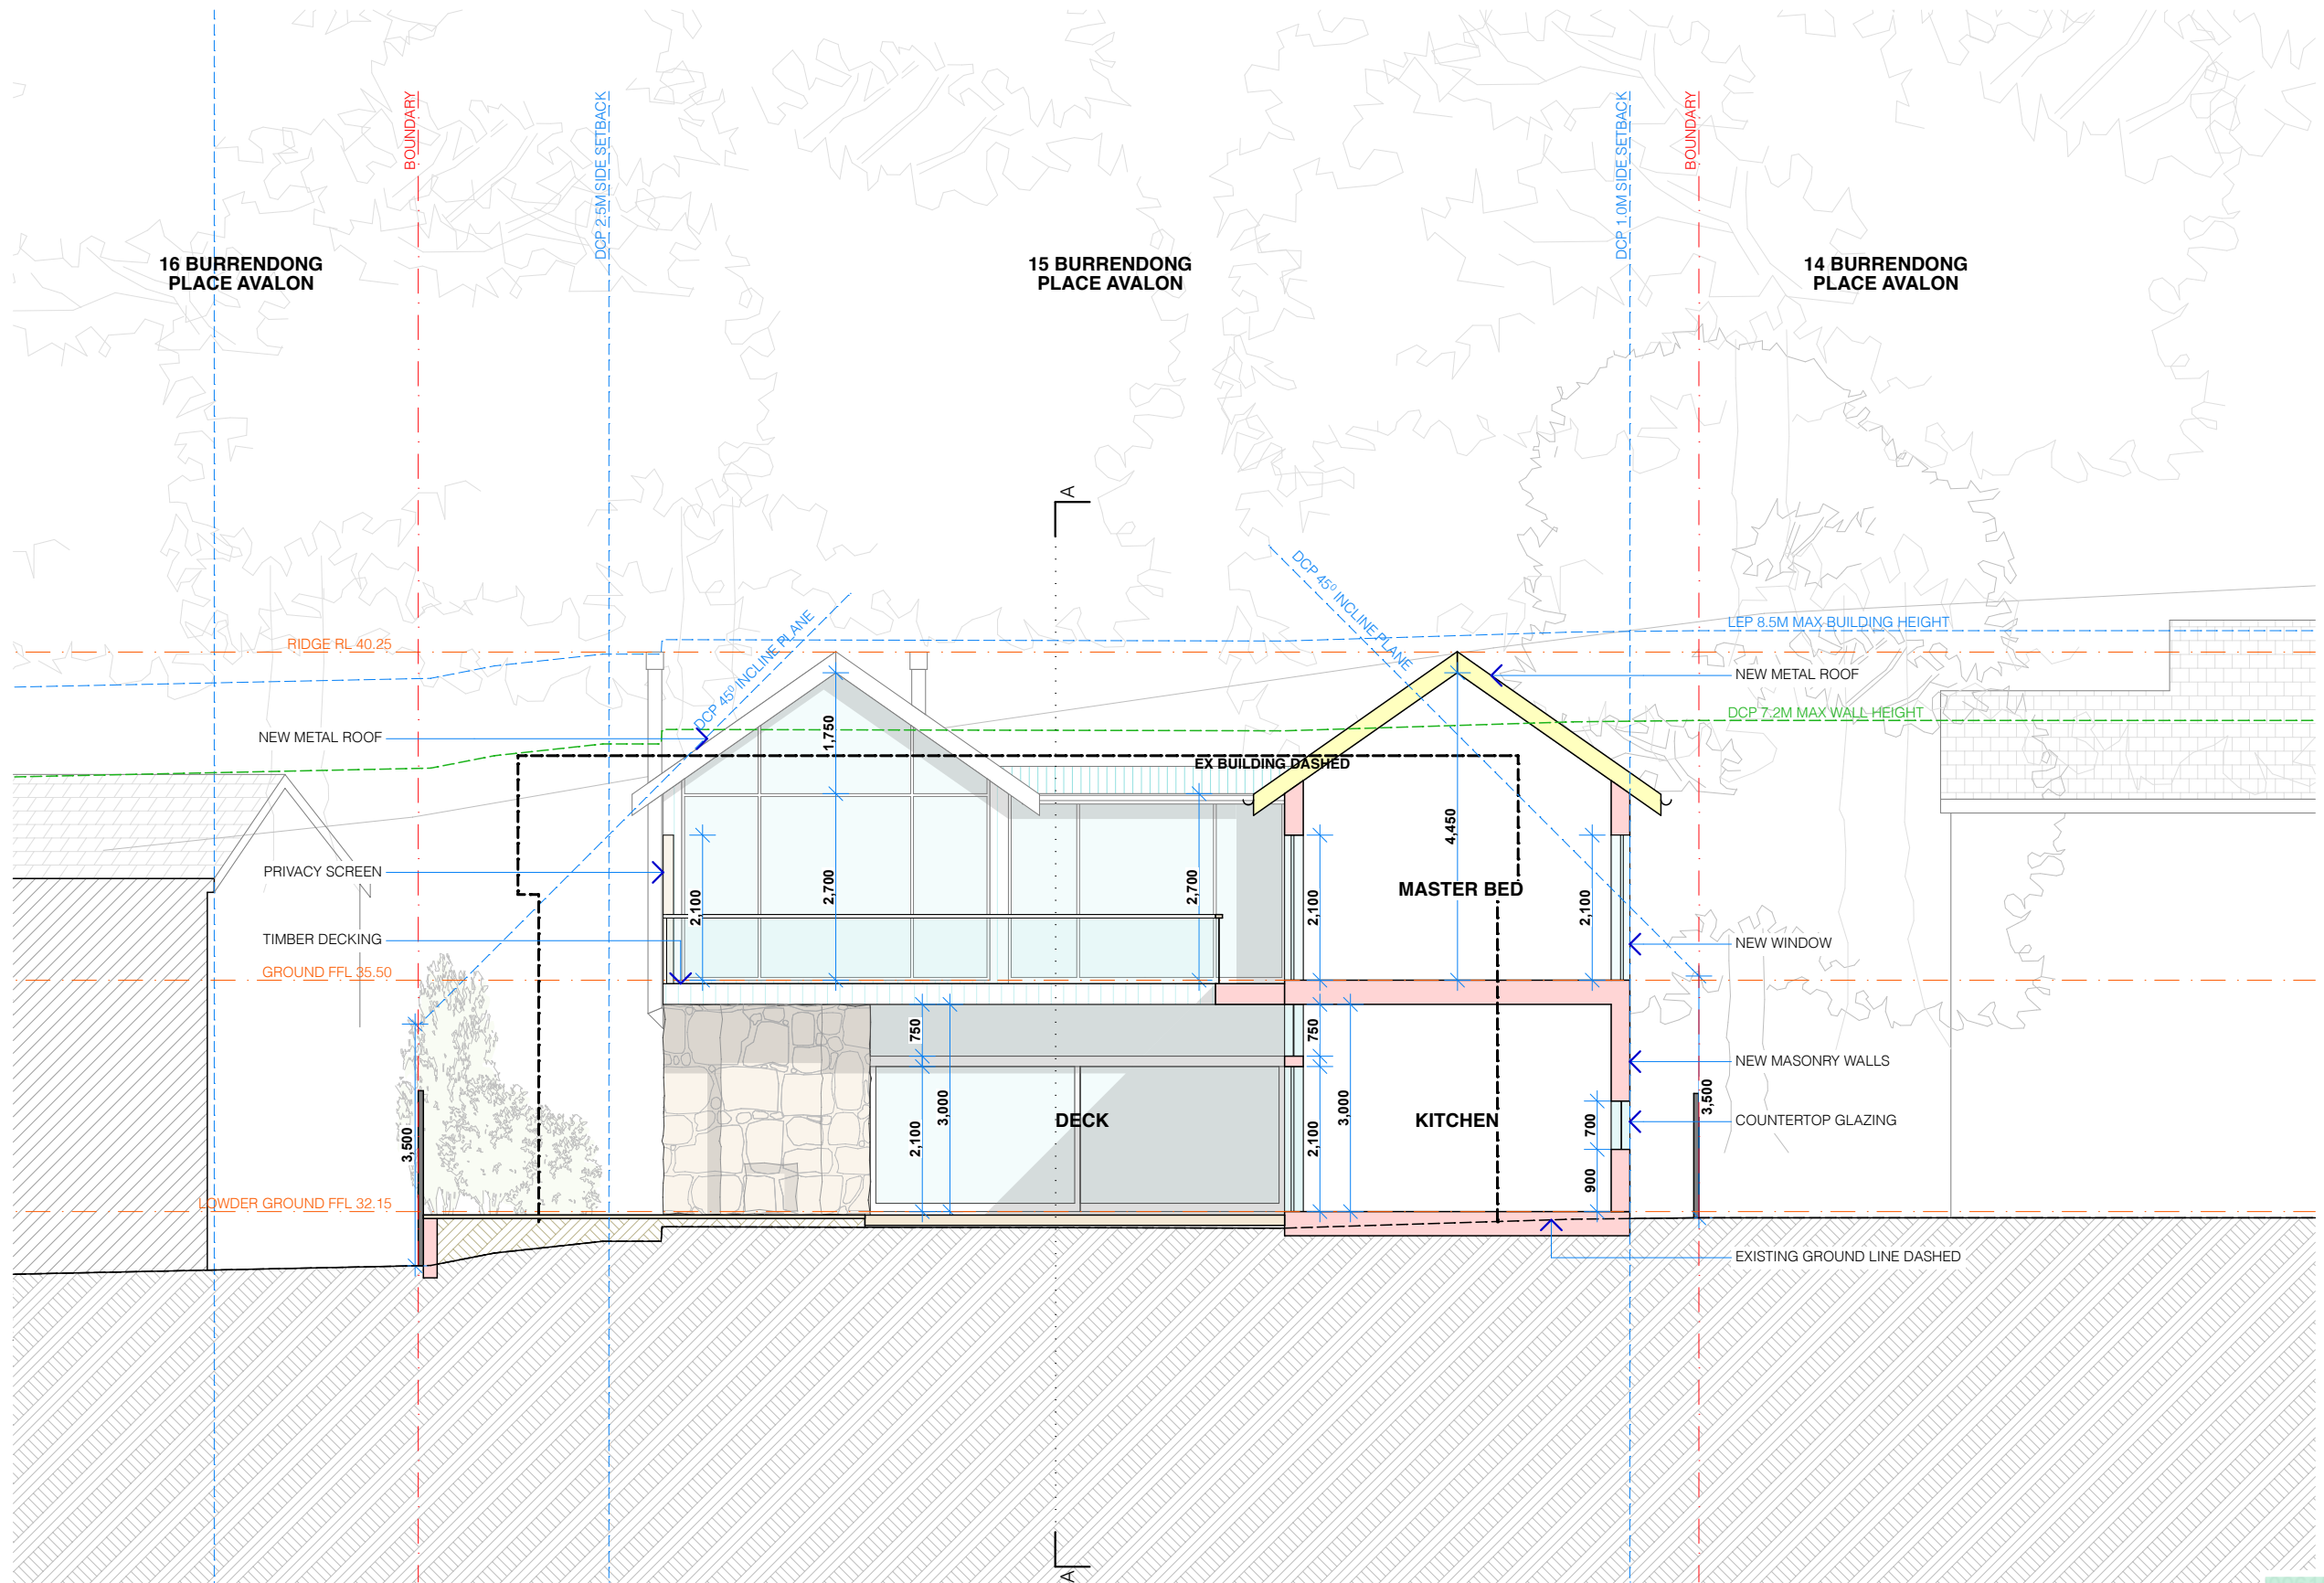 BOUNDARY
DCP 2.5M SIDE SETBACK
DCP 1.0M SIDE SETBACK
BOUNDARY
16 BURRENDONG
PLACE AVALON
15 BURRENDONG
PLACE AVALON
14 BURRENDONG
PLACE AVALON
A
DCP 45⁰ INCLINE PLANE
DCP 45⁰ INCLINE PLANE
LEP 8.5M MAX BUILDING HEIGHT
RIDGE RL 40.25
NEW METAL ROOF
DCP 7.2M MAX WALL HEIGHT
NEW METAL ROOF
1,750
EX BUILDING DASHED
4,450
PRIVACY SCREEN
2,100
2,700
2,700
2,100
MASTER BED
2,100
TIMBER DECKING
NEW WINDOW
GROUND FFL 35.50
750
750
NEW MASONRY WALLS
3,500
3,000
2,100
DECK
2,100
3,000
KITCHEN
700
900
3,500
COUNTERTOP GLAZING
LOWDER GROUND FFL 32.15
EXISTING GROUND LINE DASHED
A